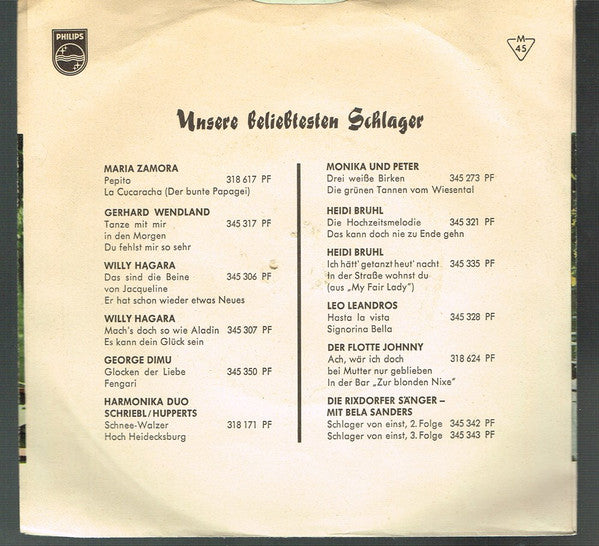 PHILIPS
M
45
Unsere beliebtesten Schlager
MARIA ZAMORA
Pepito 318 617 PF
La Cucaracha (Der bunte Papagei)
GERHARD WENDLAND
Tanze mit mir 345 317 PF
in den Morgen
Du fehlst mir so sehr
WILLY HAGARA
Das sind die Beine 345 306 PF
von Jacqueline
Er hat schon wieder etwas Neues
WILLY HAGARA
Mach's doch so wie Aladin 345 307 PF
Es kann dein Glück sein
GEORGE DIMU
Glocken der Liebe 345 350 PF
Fengari
HARMONIKA DUO
SCHRIEBL/HUPPERTS
Schnee-Walzer 318 171 PF
Hoch Heidecksburg
MONIKA UND PETER
Drei weiße Birken 345 273 PF
Die grünen Tannen vom Wiesental
HEIDI BRUHL
Die Hochzeitsmelodie 345 321 PF
Das kann doch nie zu Ende gehn
HEIDI BRUHL
Ich hätt' getanzt heut' nacht 345 335 PF
In der Straße wohnst du
(aus „My Fair Lady")
LEO LEANDROS
Hasta la vista 345 328 PF
Signorina Bella
DER FLOTTE JOHNNY
Ach, wär ich doch 318 624 PF
bei Mutter nur geblieben
In der Bar „Zur blonden Nixe"
DIE RIXDORFER SÄNGER –
MIT BELA SANDERS
Schlager von einst, 2. Folge 345 342 PF
Schlager von einst, 3. Folge 345 343 PF